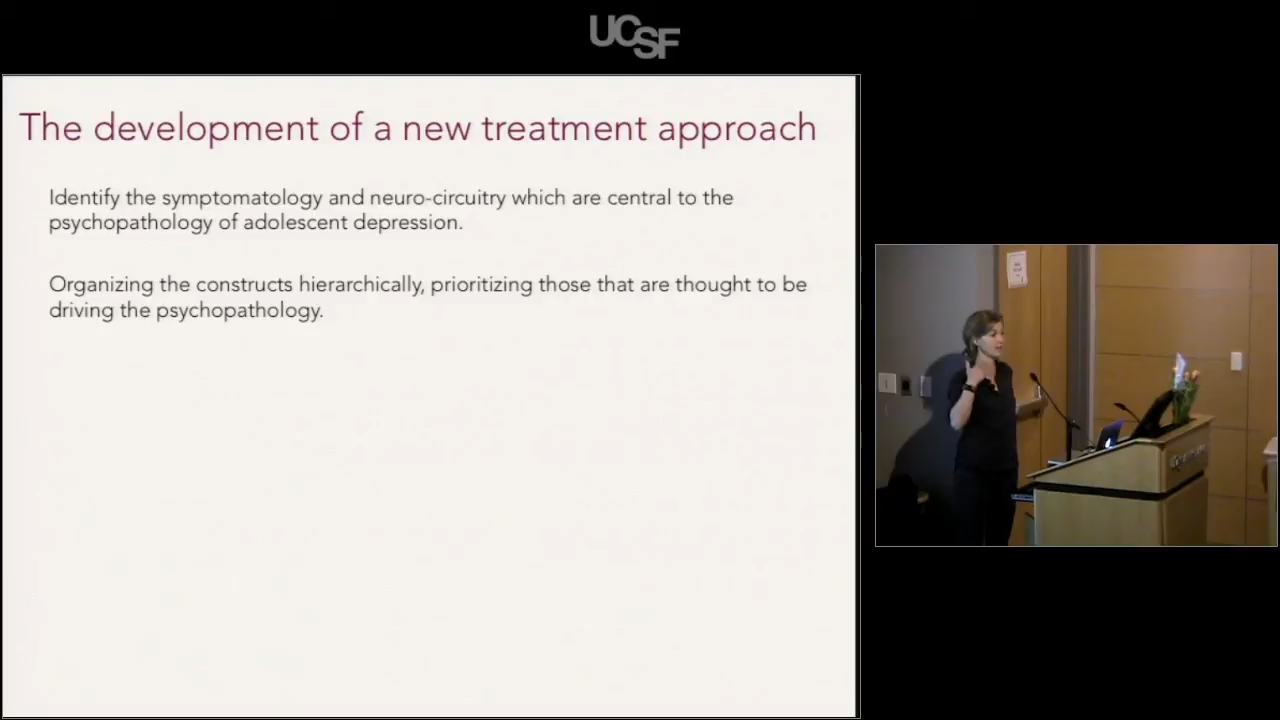 UCSF
The development of a new treatment approach
Identify the symptomatology and neuro-circuitry which are central to the
psychopathology of adolescent depression.
Organizing the constructs hierarchically, prioritizing those that are thought to be
driving the psychopathology.